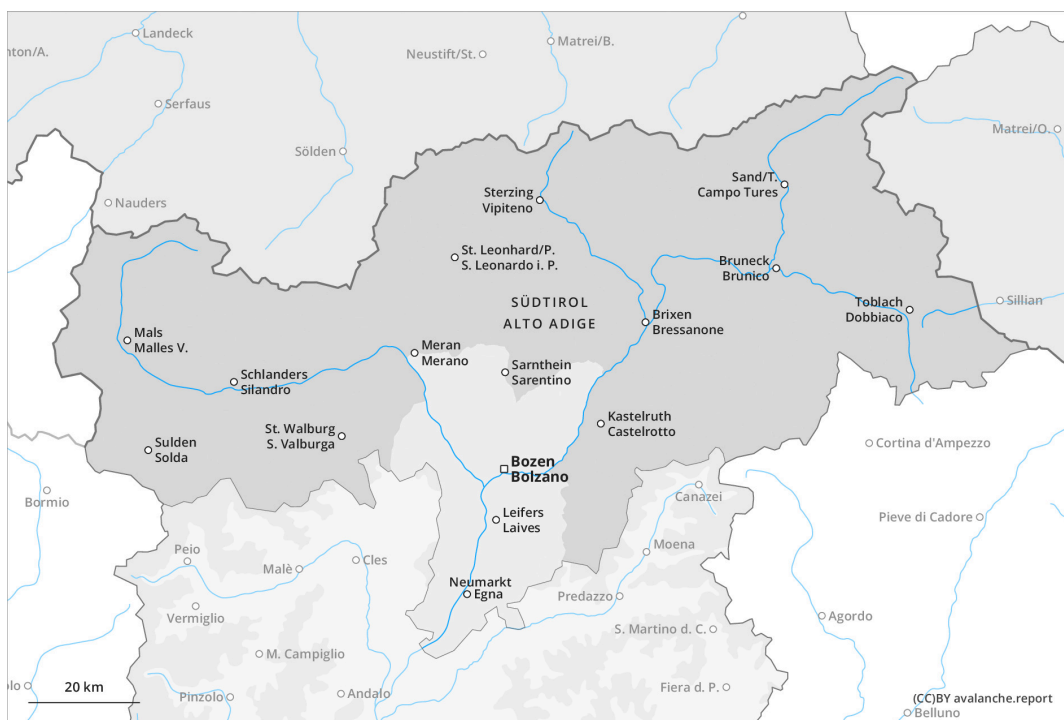 Landeck
nton/A.
Neustift/St.
Matrei/B.
Serfaus
Sölden
Matrei/O.
Nauders
Sand/T.
Campo Tures
Sterzing
Vipiteno
St. Leonhard/P.
S. Leonardo i. P.
Bruneck
Brunico
SÜDTIROL
ALTO ADIGE
Toblach
Dobbiaco
Sillian
Brixen
Bressanone
Mals
Malles V.
Meran
Merano
Sarnthein
Sarentino
Schlanders
Silandro
Kastelruth
Castelrotto
St. Walburg
S. Valburga
Sulden
Solda
Cortina d'Ampezzo
Bozen
Bolzano
Bormio
Canazei
Leifers
Laives
Pieve di Cadore
Peio
Cles
Malè
Moena
Neumarkt
Egna
Predazzo
Vermiglio
Agordo
S. Martino d. C.
M. Campiglio
20 km
olo
Pinzolo
Andalo
Fiera d. P.
(CC)BY avalanche.report
Belluno